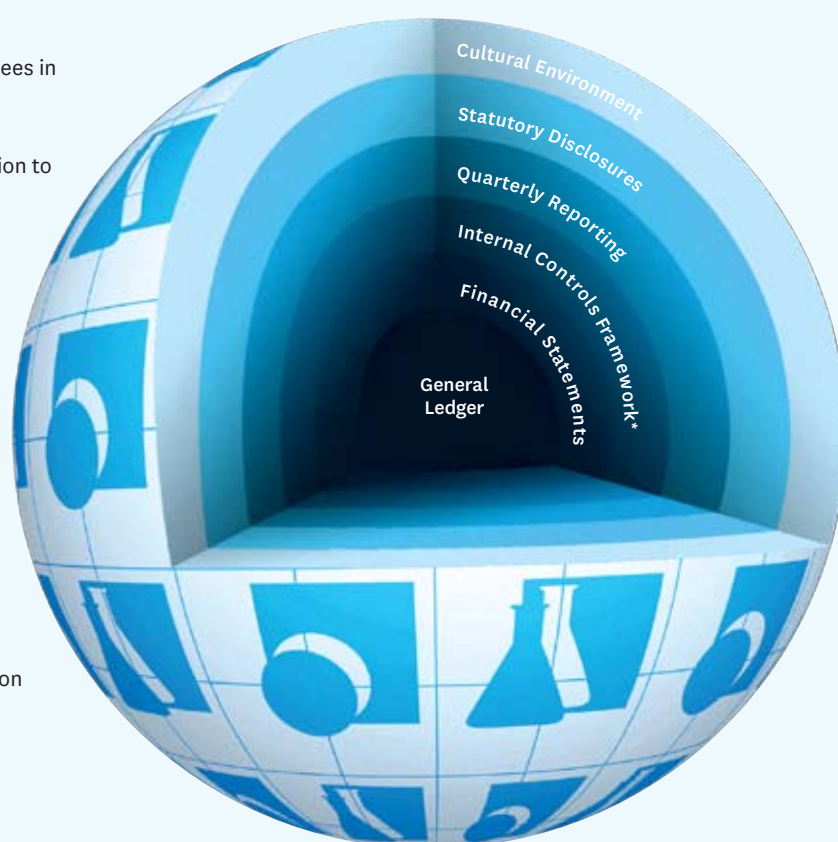 ees in
ion to
on
Cultural Environment
Statutory Disclosures
Quarterly Reporting
Internal Controls Framework*
Financial Statements
General
Ledger